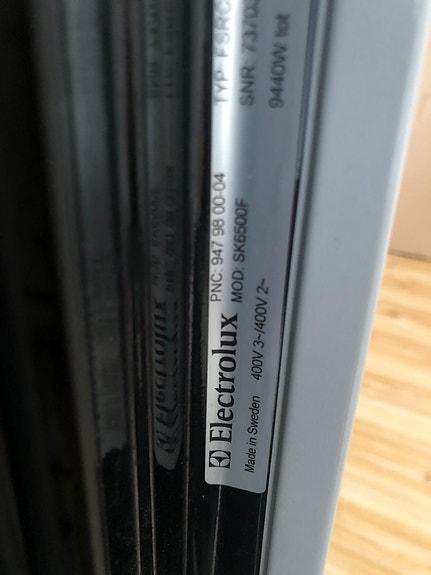 Electrolux
PNC: 947 98 00-04
TYP FSRC
MOD: SK6500F
SNR 7370
Made in Sweden
400V 3~/400V 2~
9440W tot